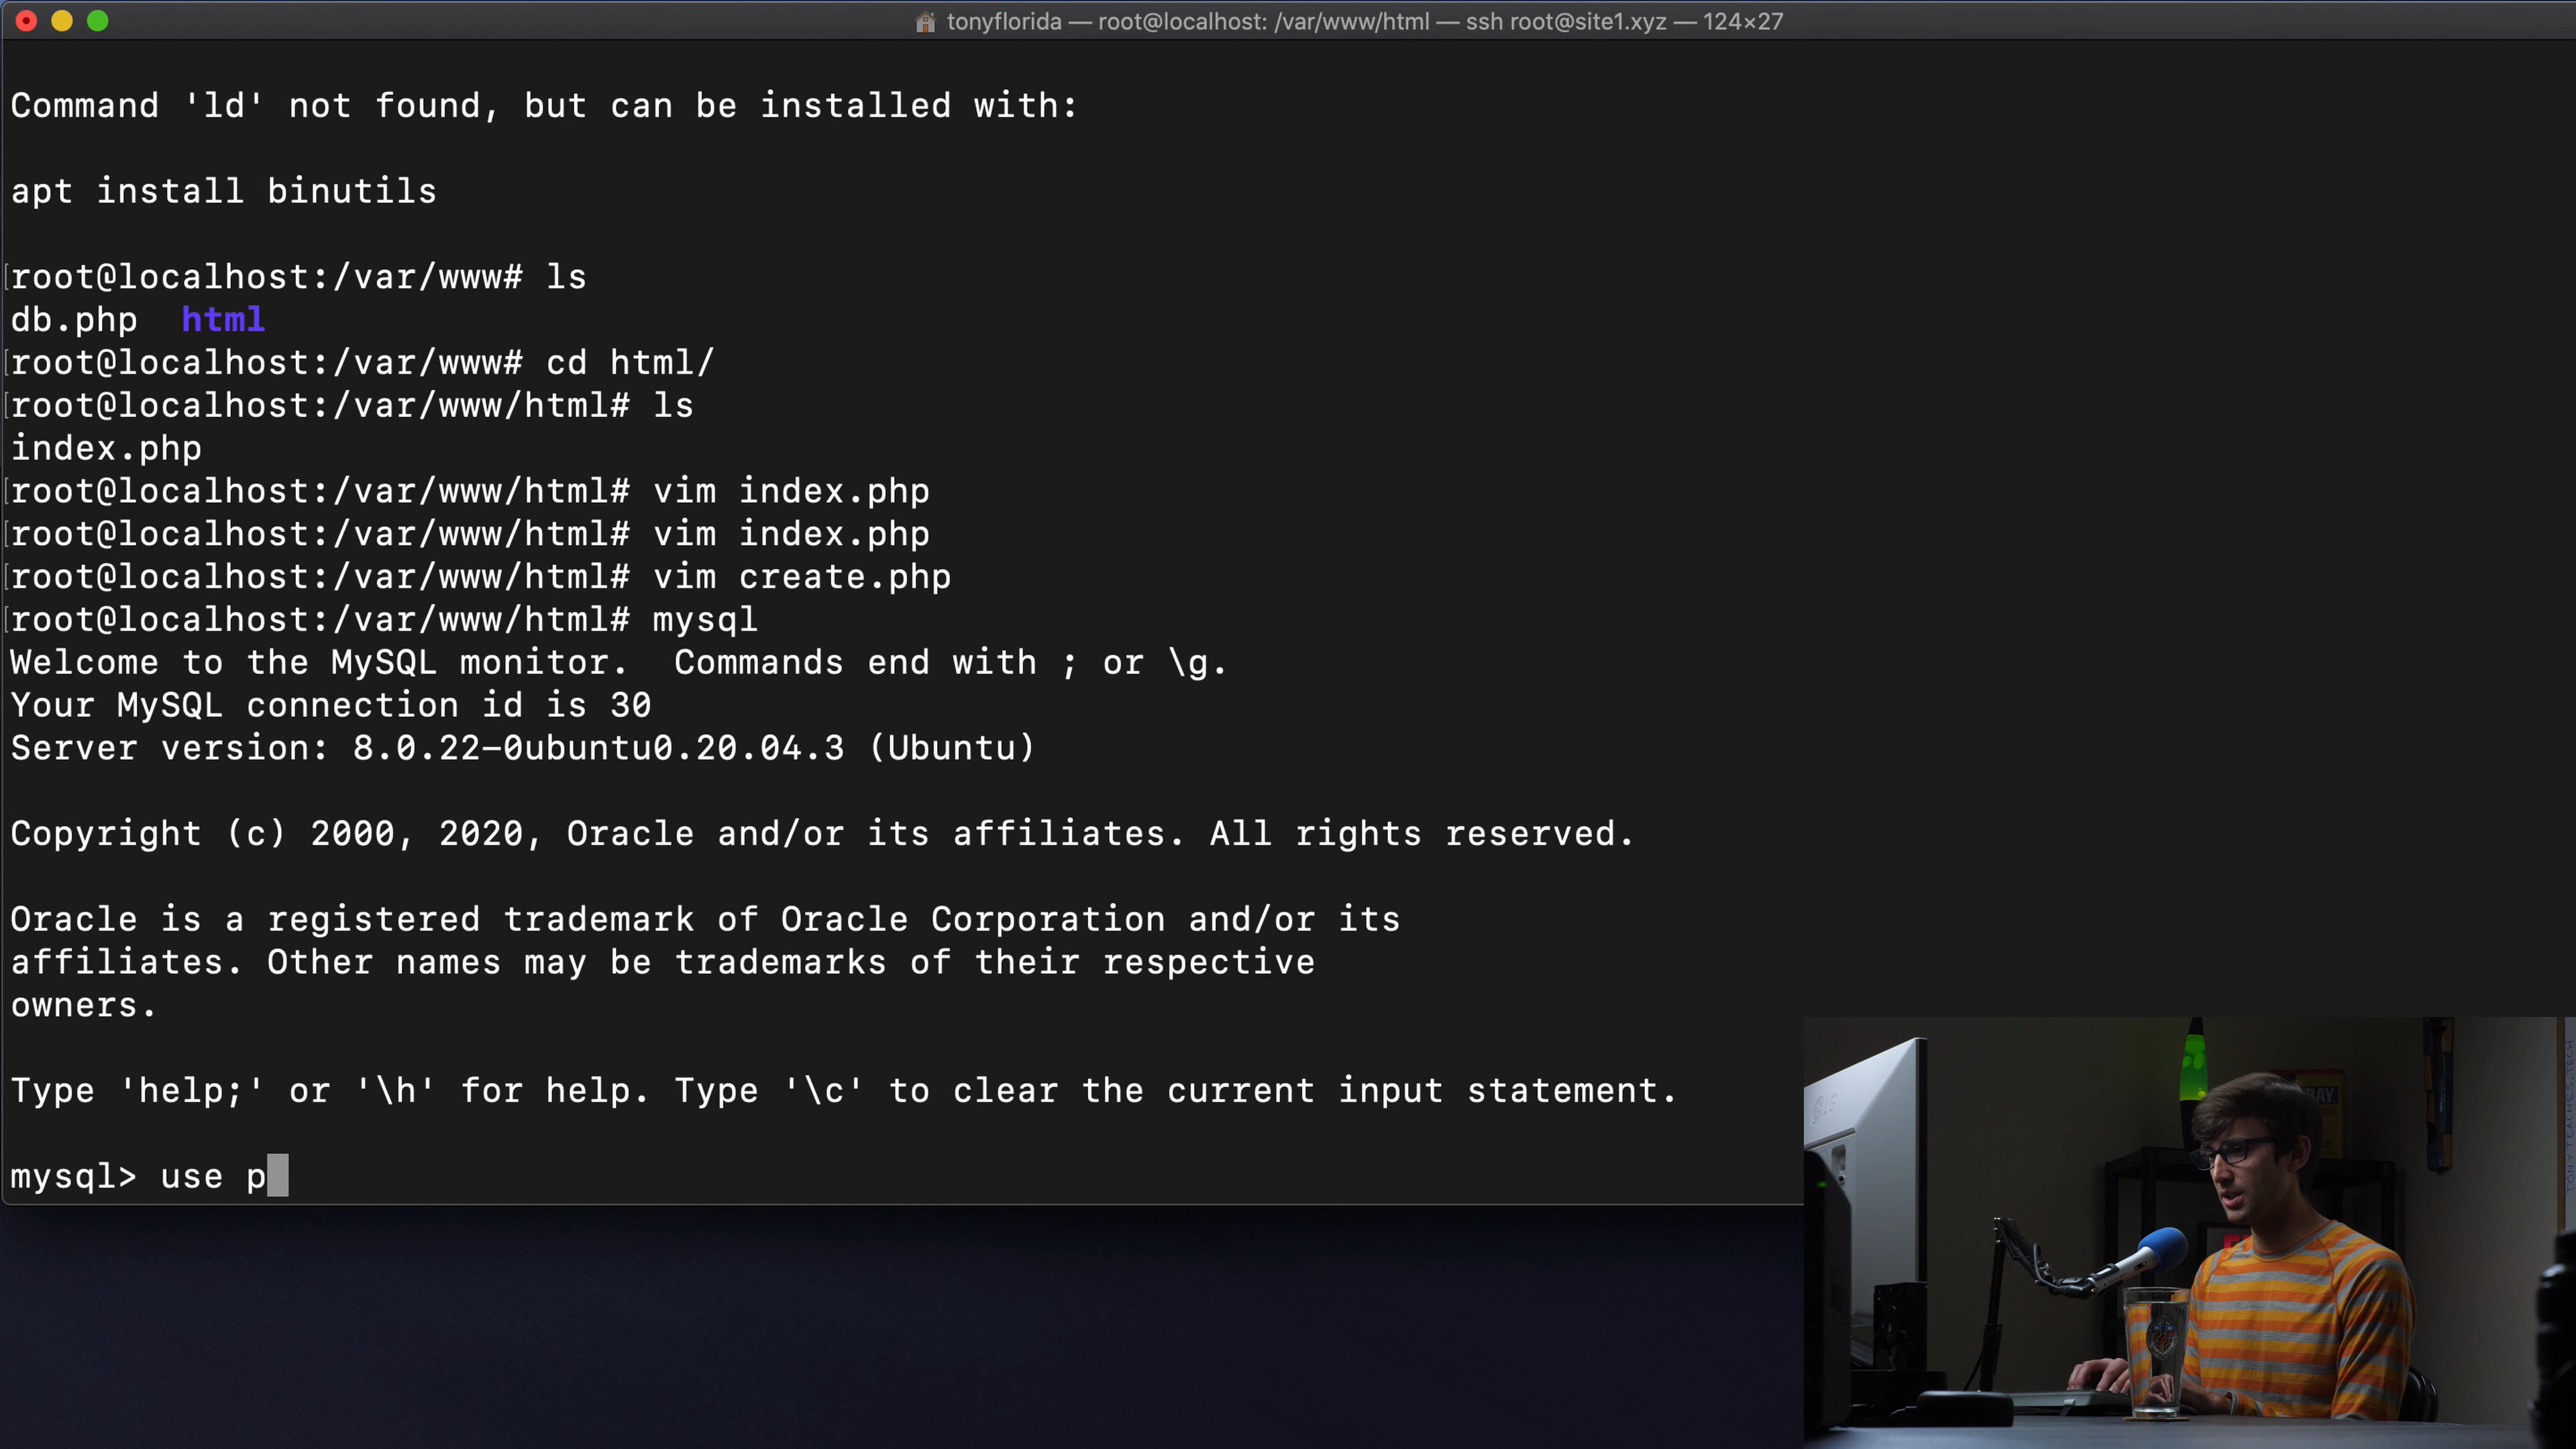 tonyflorida — root@localhost: /var/www/html — ssh root@site1.xyz — 124×27
Command 'ld' not found, but can be installed with:
apt install binutils
[root@localhost:/var/www# ls
db.php  html
[root@localhost:/var/www# cd html/
[root@localhost:/var/www/html# ls
index.php
[root@localhost:/var/www/html# vim index.php
[root@localhost:/var/www/html# vim index.php
[root@localhost:/var/www/html# vim create.php
[root@localhost:/var/www/html# mysql
Welcome to the MySQL monitor.  Commands end with ; or \g.
Your MySQL connection id is 30
Server version: 8.0.22-0ubuntu0.20.04.3 (Ubuntu)
Copyright (c) 2000, 2020, Oracle and/or its affiliates. All rights reserved.
Oracle is a registered trademark of Oracle Corporation and/or its
affiliates. Other names may be trademarks of their respective
owners.
Type 'help;' or '\h' for help. Type '\c' to clear the current input statement.
mysql> use p
LG
TONYTEACHES.TECH